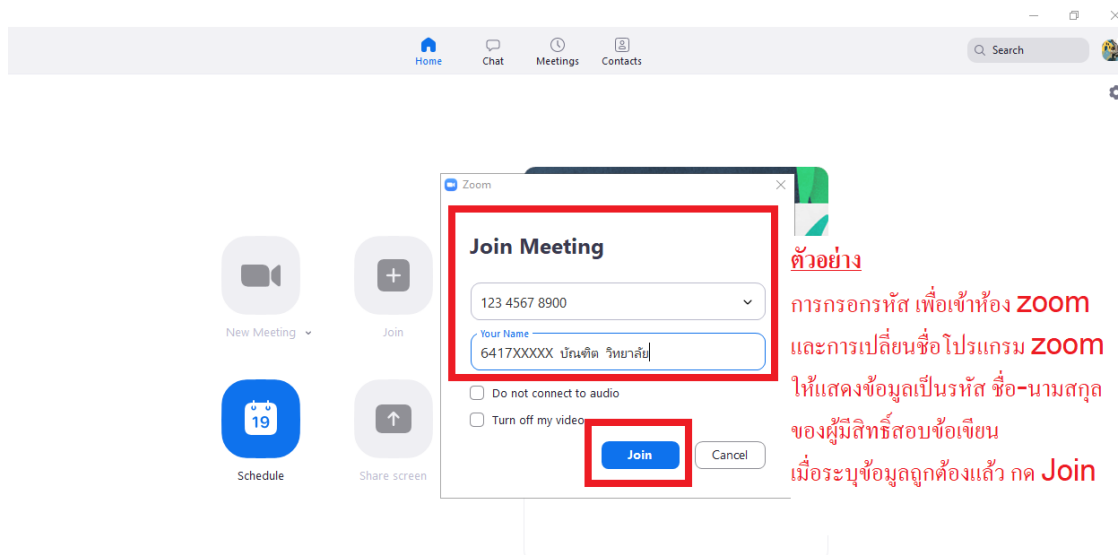 Home
Chat
Meetings
Contacts
Search
Zoom
Join Meeting
123 4567 8900
Your Name
6417XXXXX บัณฑิต วิทยาลัย
Do not connect to audio
Turn off my video
Join
Cancel
New Meeting
Join
19
Schedule
Share screen
ตัวอย่าง
การกรอกรหัส เพื่อเข้าห้อง zoom
และการเปลี่ยนชื่อโปรแกรม zoom
ให้แสดงข้อมูลเป็นรหัส ชื่อ-นามสกุล
ของผู้มีสิทธิ์สอบข้อเขียน
เมื่อระบุข้อมูลถูกต้องแล้ว กด Join